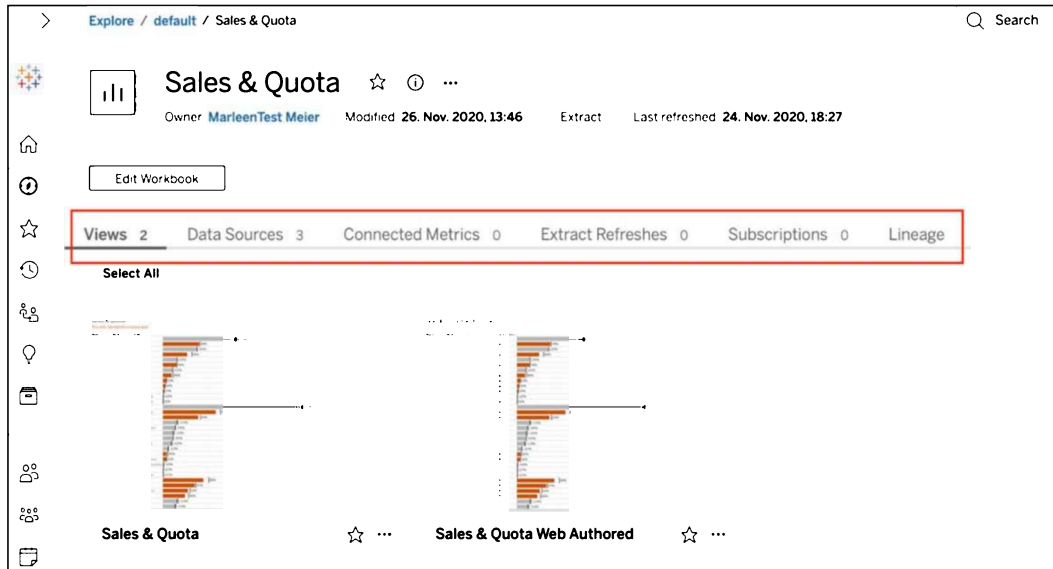 Explore / default / Sales & Quota
Search
Sales & Quota
Owner MarleenTest Meier Modified 26. Nov. 2020, 13:46 Extract Last refreshed 24. Nov. 2020, 18:27
Edit Workbook
Views 2 Data Sources 3 Connected Metrics 0 Extract Refreshes 0 Subscriptions 0 Lineage
Select All
Sales & Quota
Sales & Quota Web Authored